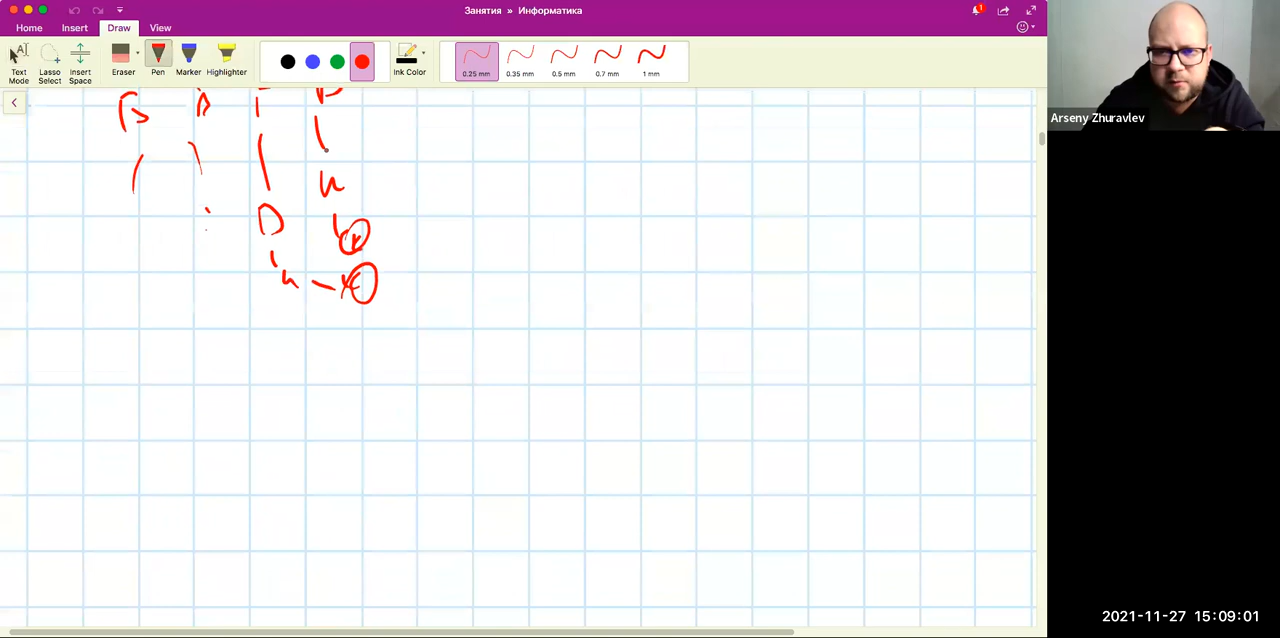 Занятия » Информатика
Home Insert Draw View
Text Mode
Lasso Select
Insert Space
Eraser
Pen
Marker
Highlighter
Ink Color
0.25 mm
0.35 mm
0.5 mm
0.7 mm
1 mm
1
Arseny Zhuravlev
Б
D
2021-11-27 15:09:01